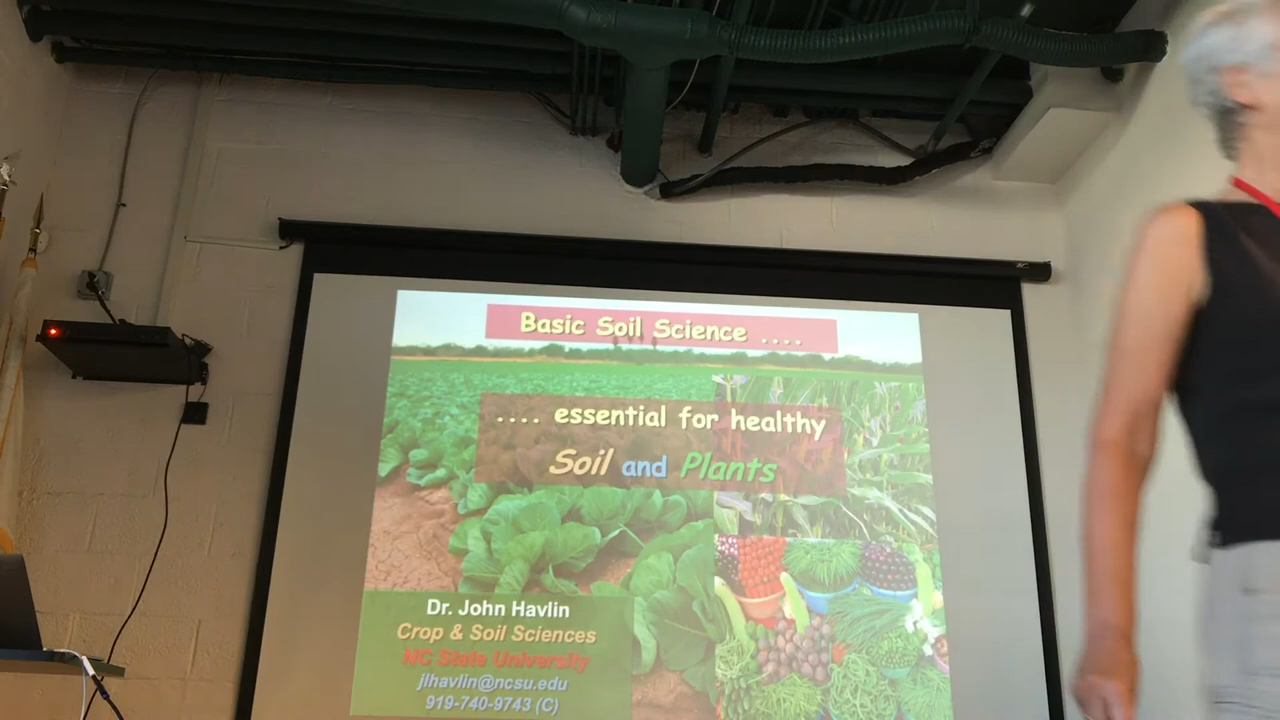 Basic Soil Science ....
.... essential for healthy
Soil and Plants
Dr. John Havlin
Crop & Soil Sciences
NC State University
jlhavlin@ncsu.edu
919-740-9743 (C)